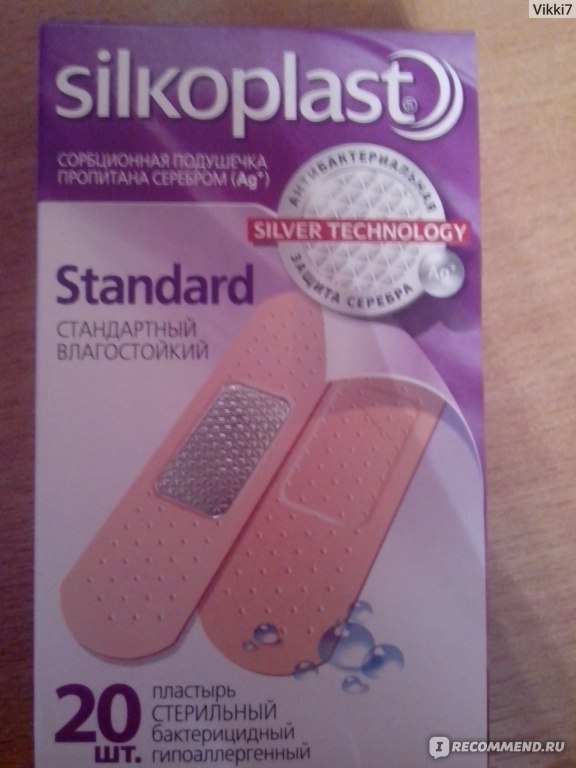 Vikki7
silkoplast®
СОРБЦИОННАЯ ПОДУШЕЧКА
ПРОПИТАНА СЕРЕБРОМ (Ag⁺)
АНТИБАКТЕРИАЛЬНАЯ
SILVER TECHNOLOGY
ЗАЩИТА СЕРЕБРА
Ag⁺
Standard
СТАНДАРТНЫЙ
ВЛАГОСТОЙКИЙ
20
шт.
пластырь
СТЕРИЛЬНЫЙ
бактерицидный
гипоаллергенный
IRECOMMEND.RU